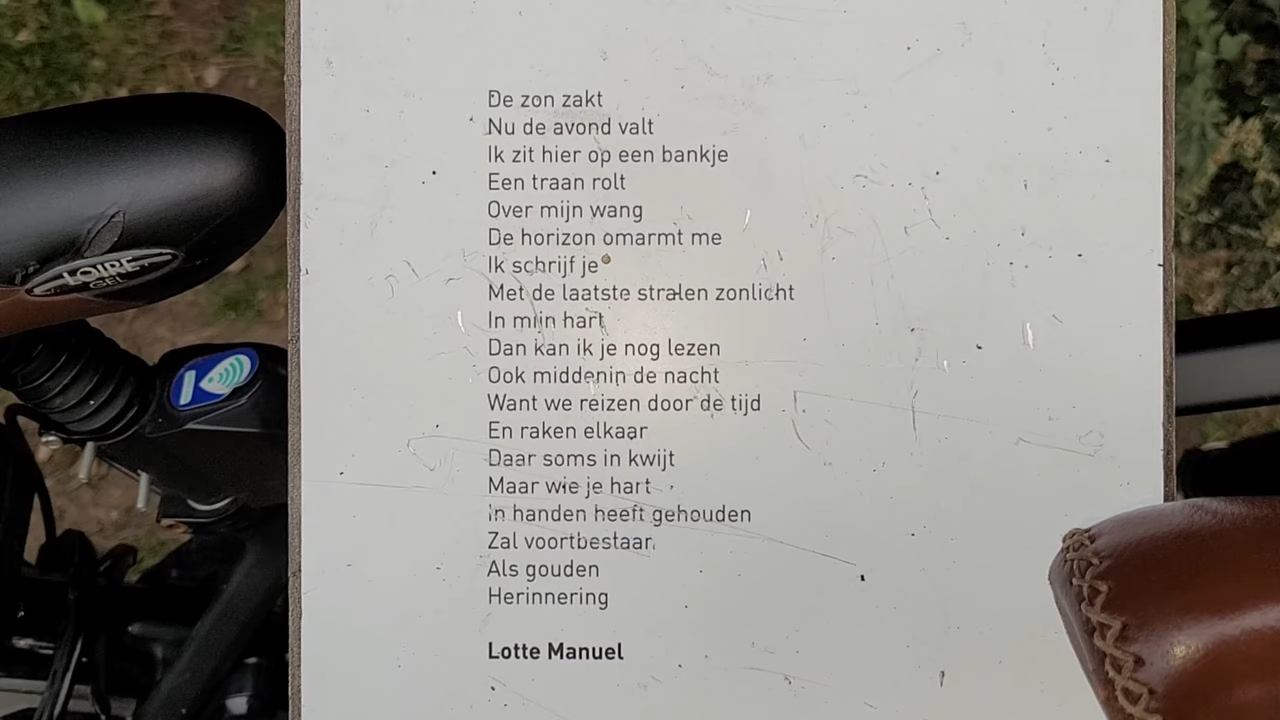 De zon zakt
Nu de avond valt
Ik zit hier op een bankje
Een traan rolt
Over mijn wang
De horizon omarmt me
Ik schrijf je
Met de laatste stralen zonlicht
In mijn hart
Dan kan ik je nog lezen
Ook middenin de nacht
Want we reizen door de tijd
En raken elkaar
Daar soms in kwijt
Maar wie je hart
In handen heeft gehouden
Zal voortbestaan
Als gouden
Herinnering
Lotte Manuel
LOIRE
GEL